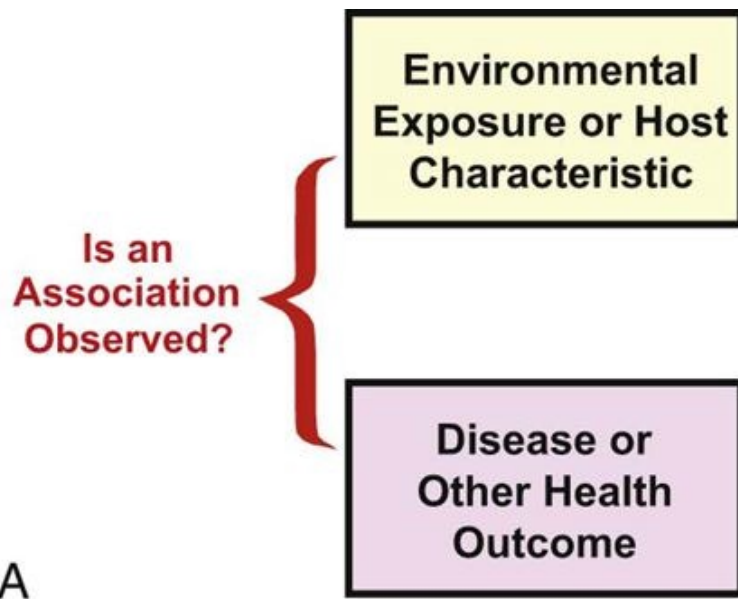 Environmental
Exposure or Host
Characteristic
Is an
Association
Observed?
Disease or
Other Health
Outcome
A